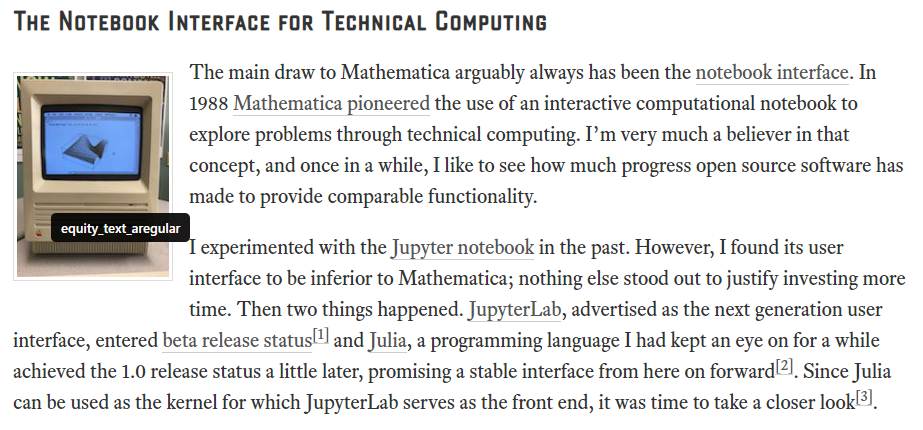 The Notebook Interface for Technical Computing
The main draw to Mathematica arguably always has been the notebook interface. In
1988 Mathematica pioneered the use of an interactive computational notebook to
explore problems through technical computing. I’m very much a believer in that
concept, and once in a while, I like to see how much progress open source software has
made to provide comparable functionality.
equity_text_aregular
I experimented with the Jupyter notebook in the past. However, I found its user
interface to be inferior to Mathematica; nothing else stood out to justify investing more
time. Then two things happened. JupyterLab, advertised as the next generation user
interface, entered beta release status[1] and Julia, a programming language I had kept an eye on for a while
achieved the 1.0 release status a little later, promising a stable interface from here on forward[2]. Since Julia
can be used as the kernel for which JupyterLab serves as the front end, it was time to take a closer look[3].